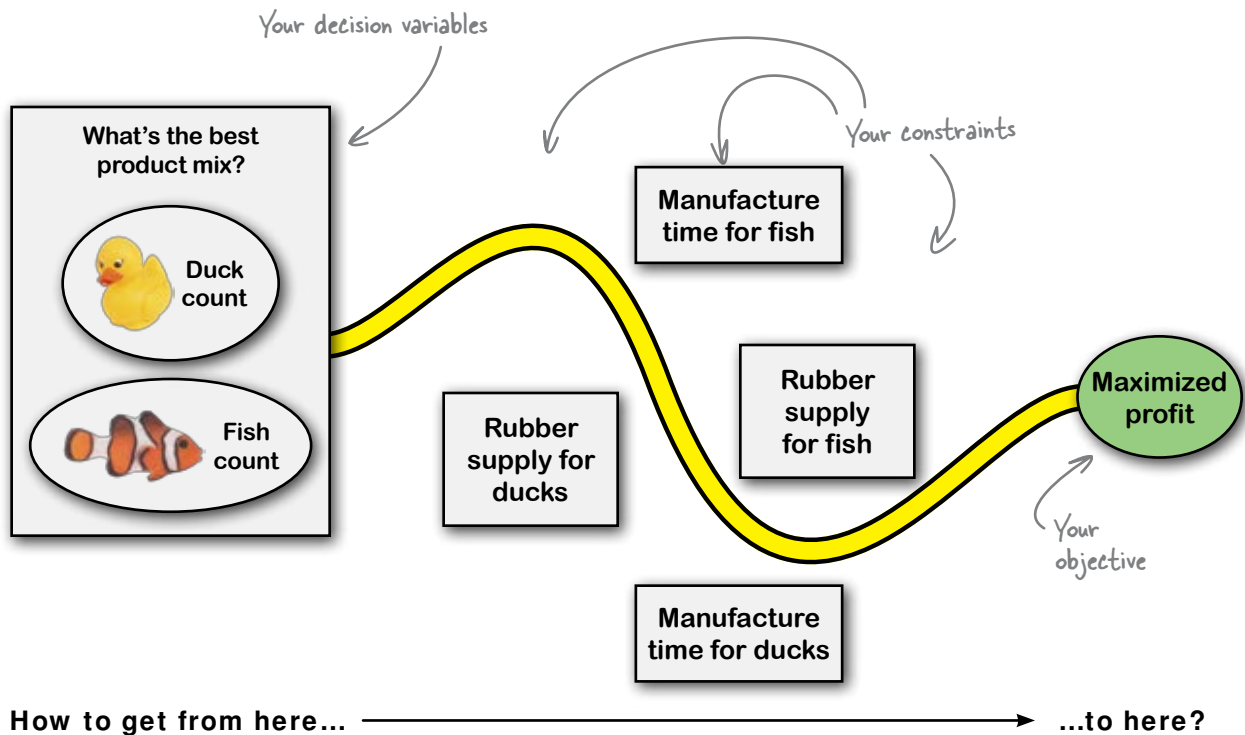 Your decision variables
What's the best
product mix?
Duck
count
Fish
count
Your constraints
Manufacture
time for fish
Rubber
supply for
ducks
Rubber
supply
for fish
Manufacture
time for ducks
Maximized
profit
Your
objective
How to get from here...
...to here?